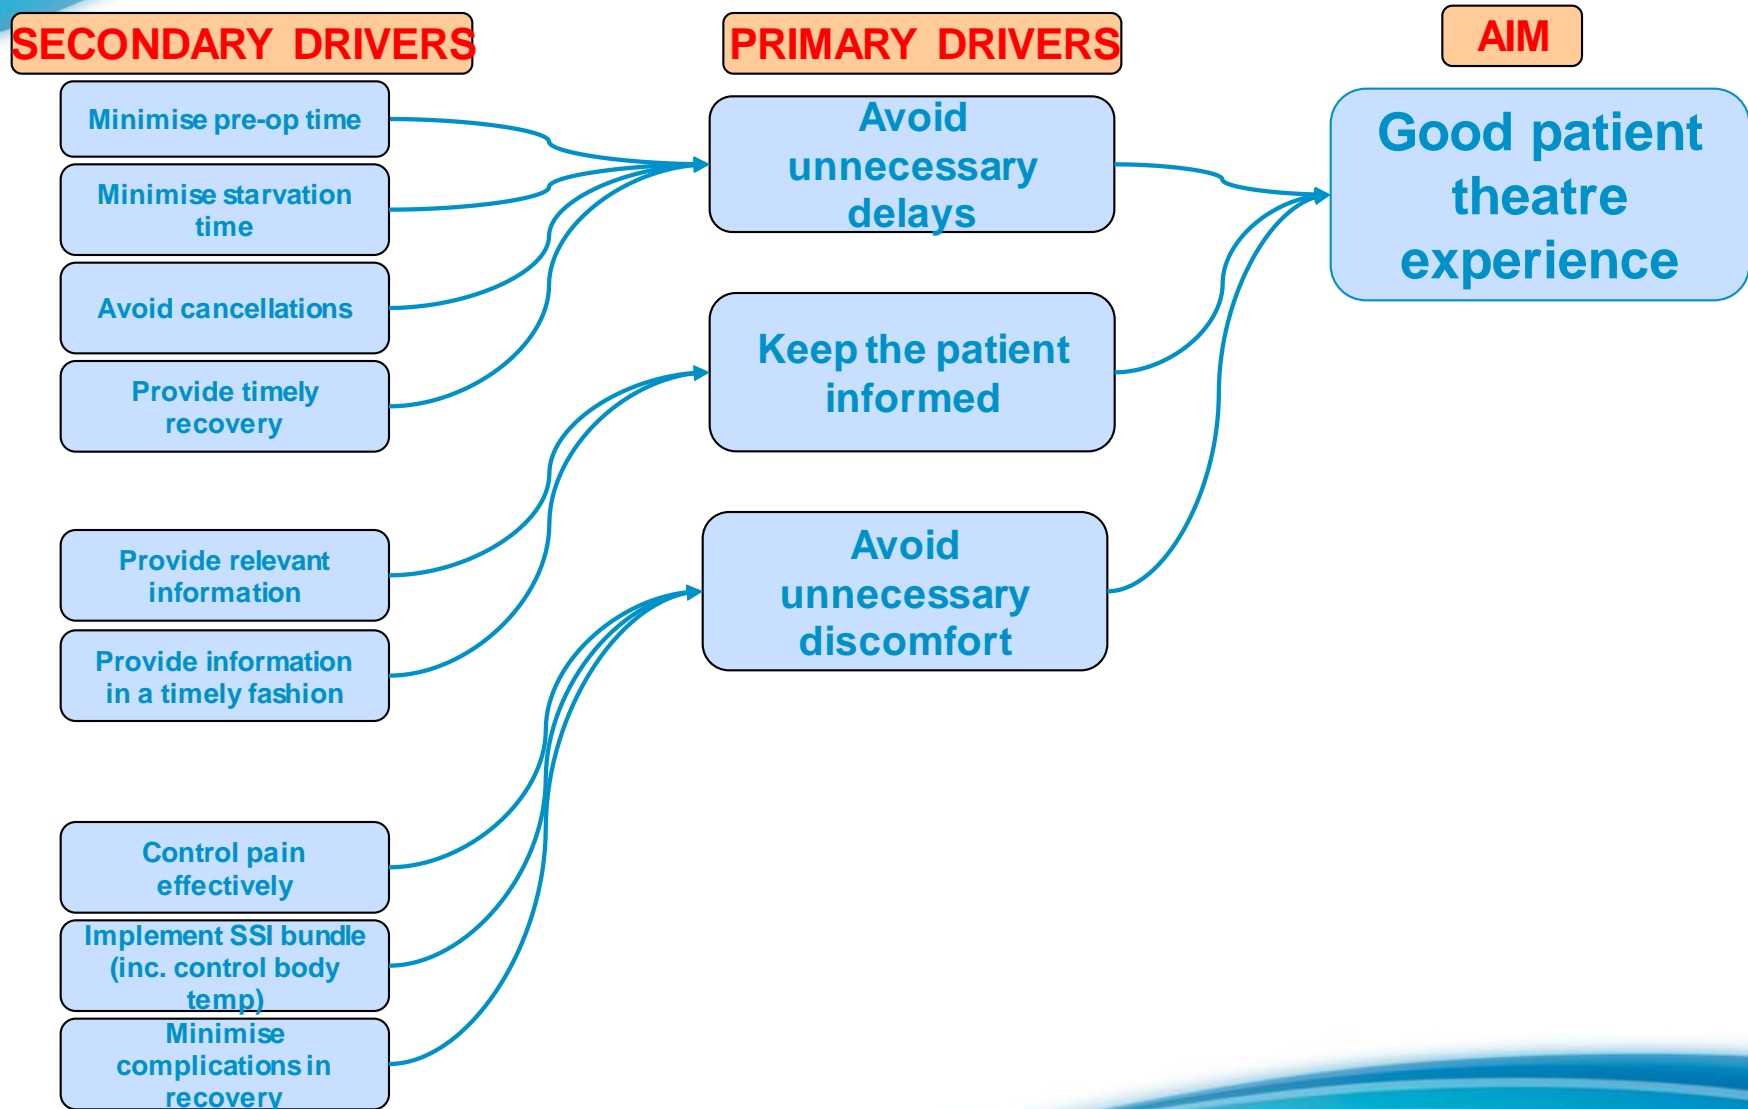 SECONDARY DRIVERS
PRIMARY DRIVERS
AIM
Minimise pre-op time
Minimise starvation
time
Avoid cancellations
Provide timely
recovery
Provide relevant
information
Provide information
in a timely fashion
Control pain
effectively
Implement SSI bundle
(inc. control body
temp)
Minimise
complications in
recovery
Avoid
unnecessary
delays
Keep the patient
informed
Avoid
unnecessary
discomfort
Good patient
theatre
experience